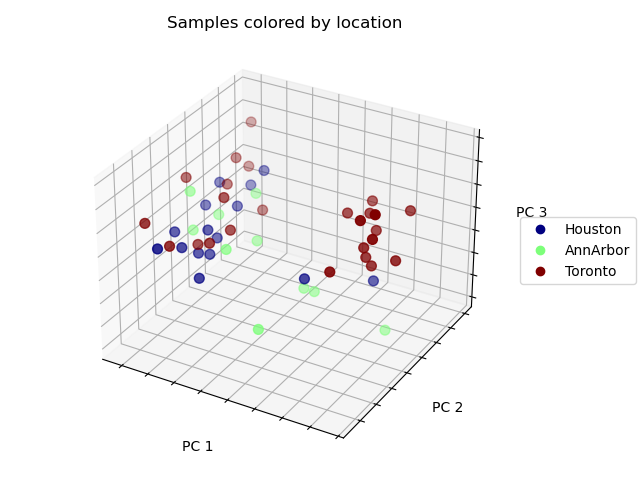 Samples colored by location
PC 3
Houston
AnnArbor
Toronto
PC 2
PC 1